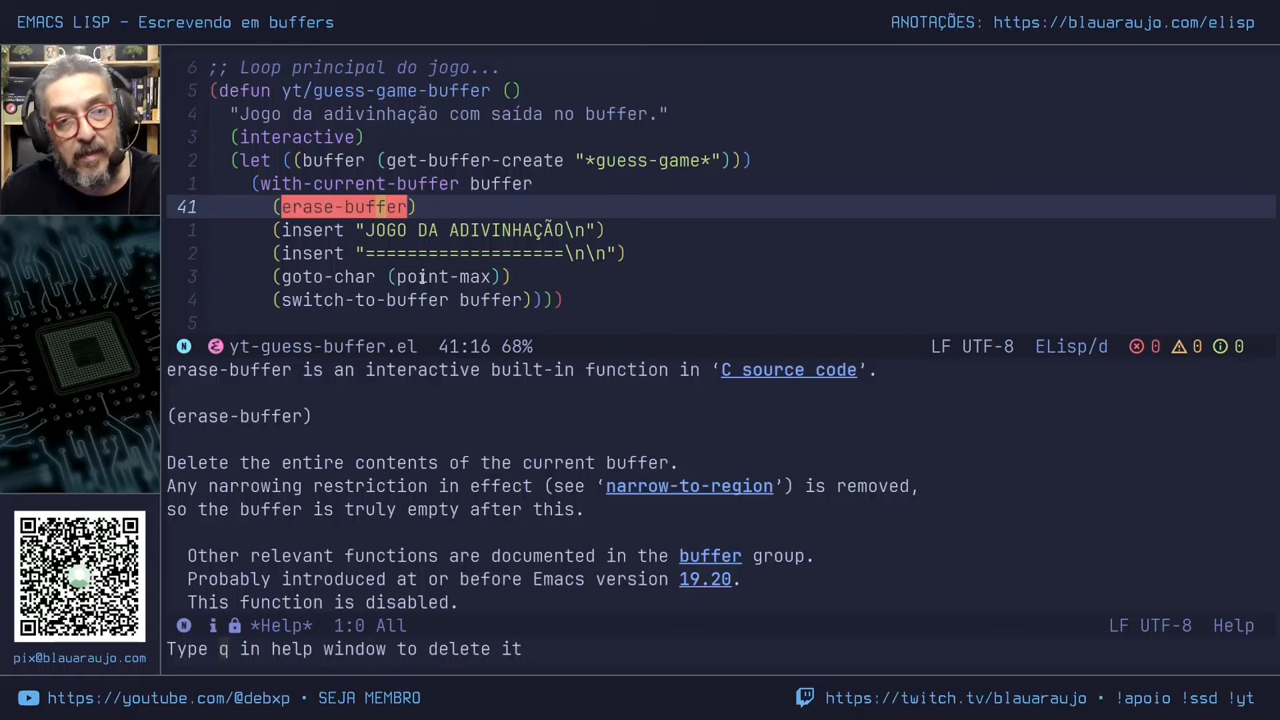 EMACS LISP - Escrevendo em buffers
ANOTAÇÕES: https://blauaraujo.com/elisp
6 ;; Loop principal do jogo...
5 (defun yt/guess-game-buffer ()
4 "Jogo da adivinhação com saída no buffer."
3 (interactive)
2 (let ((buffer (get-buffer-create "*guess-game*")))
1 (with-current-buffer buffer
41 (erase-buffer)
1 (insert "JOGO DA ADIVINHAÇÃO\n")
2 (insert "===================\n\n")
3 (goto-char (point-max))
4 (switch-to-buffer buffer))))
5
N yt-guess-buffer.el 41:16 68% LF UTF-8 ELisp/d 0 0 0
erase-buffer is an interactive built-in function in ‘C source code’.
(erase-buffer)
Delete the entire contents of the current buffer.
Any narrowing restriction in effect (see ‘narrow-to-region’) is removed,
so the buffer is truly empty after this.
Other relevant functions are documented in the buffer group.
Probably introduced at or before Emacs version 19.20.
This function is disabled.
N *Help* 1:0 All LF UTF-8 Help
Type q in help window to delete it
pix@blauaraujo.com
https://youtube.com/@debxp • SEJA MEMBRO
https://twitch.tv/blauaraujo • !apoio !ssd !yt